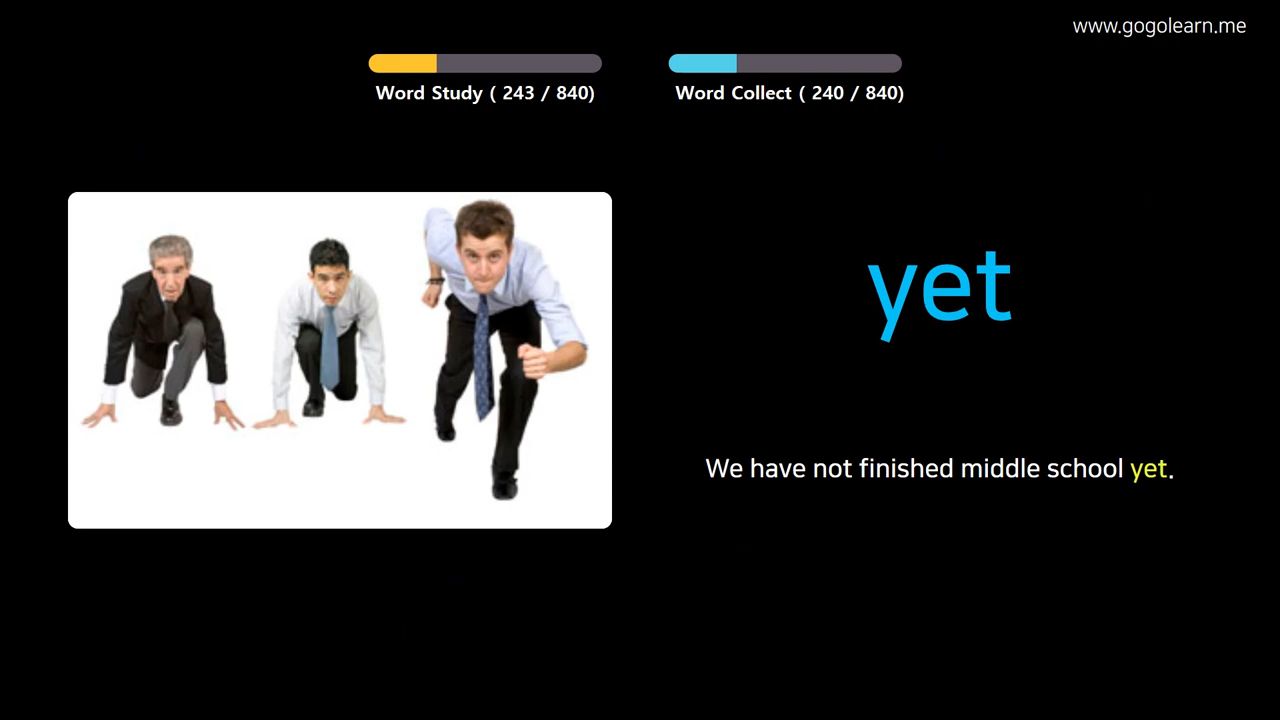 www.gogolearn.me
Word Study ( 243 / 840)
Word Collect ( 240 / 840)
yet
We have not finished middle school yet.